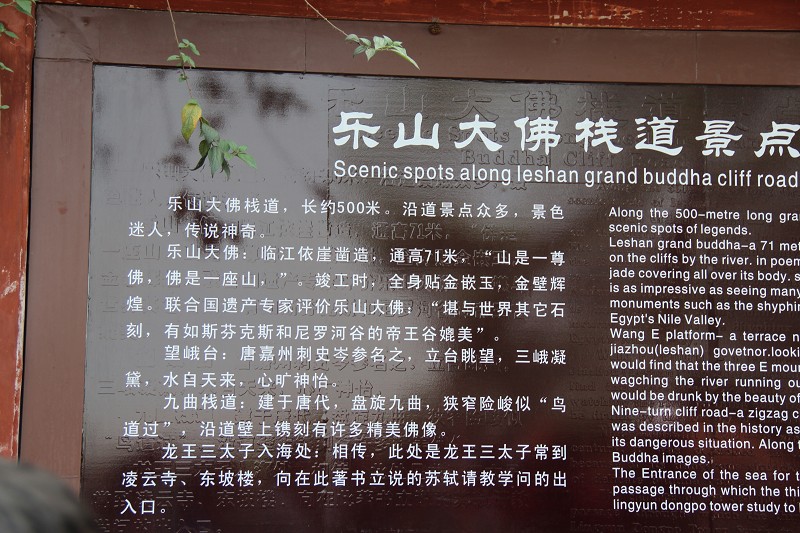 乐山大佛栈道景点
Scenic spots along leshan grand buddha cliff road
乐山大佛栈道，长约500米。沿道景点众多，景色
迷人，传说神奇。
乐山大佛：临江依崖凿造，通高71米，“山是一尊
佛，佛是一座山，”。竣工时，全身贴金嵌玉，金壁辉
煌。联合国遗产专家评价乐山大佛：“堪与世界其它石
刻，有如斯芬克斯和尼罗河谷的帝王谷媲美”。
望峨台：唐嘉州刺史岑参名之，立台眺望，三峨凝
黛，水自天来，心旷神怡。
九曲栈道：建于唐代，盘旋九曲，狭窄险峻似“鸟
道过”，沿道壁上镌刻有许多精美佛像。
龙王三太子入海处：相传，此处是龙王三太子常到
凌云寺、东坡楼，向在此著书立说的苏轼请教学问的出
入口。
Along the 500-metre long
scenic spots of legends.
Leshan grand buddha-a 71
on the cliffs by the river. in
jade covering all over its body.
is as impressive as seeing many
monuments such as the
Egypt's Nile Valley.
Wang E platform- a terrace
jiazhou(leshan) govetnor.
would find that the three E
wagching the river running
would be drunk by the beauty of
Nine-turn cliff road-a zigzag
was described in the history as
its dangerous situation. Along
Buddha images.
The Entrance of the sea for
passage through which the
lingyun dongpo tower study to